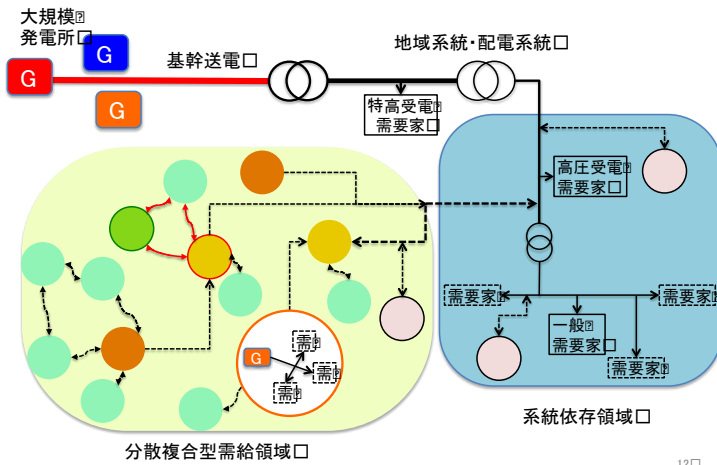 大規模
発電所
G
G
G
基幹送電
地域系統・配電系統
特高受電
需要家
高圧受電
需要家
需要家
需要家
一般
需要家
需要家
G
需
需
需
系統依存領域
分散複合型需給領域
12